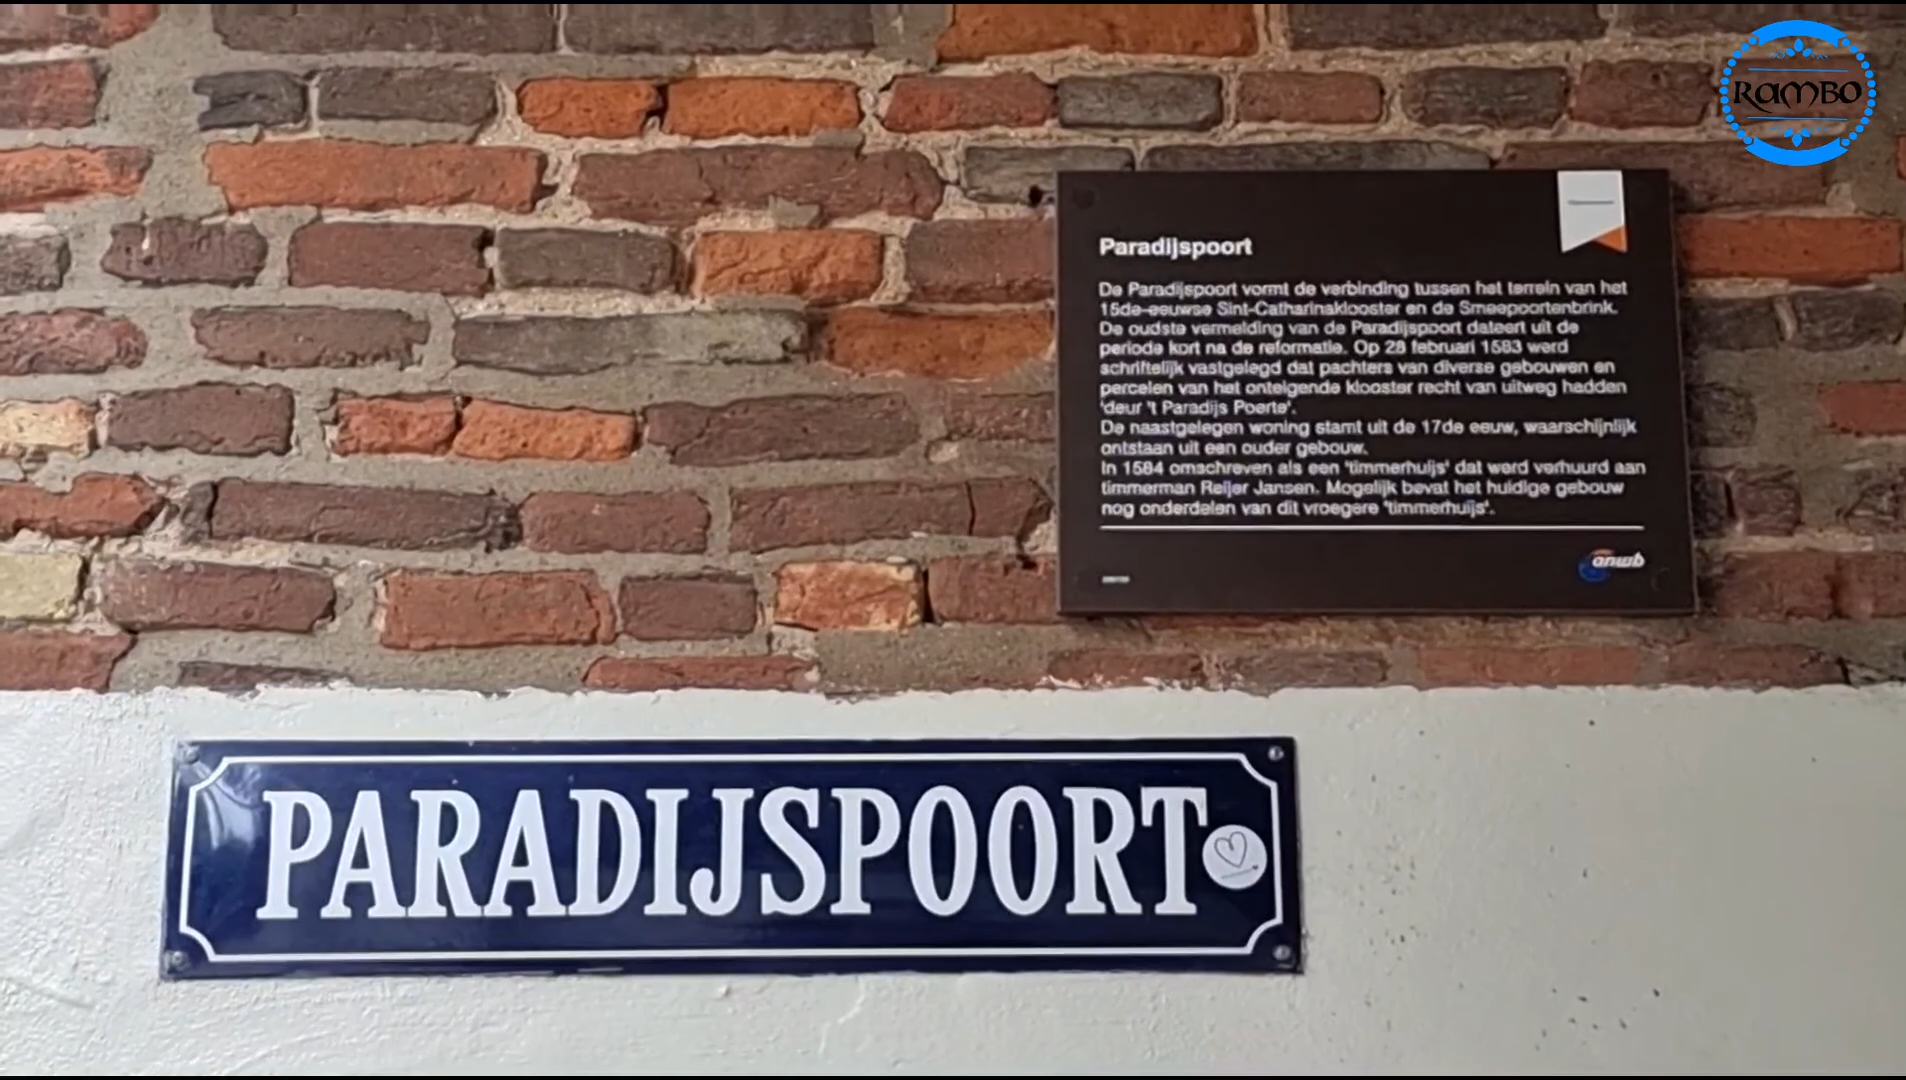 RAMBO
Paradijspoort
De Paradijspoort vormt de verbinding tussen het terrein van het
15de-eeuwse Sint-Catharinaklooster en de Smeepoortenbrink.
De oudste vermelding van de Paradijspoort dateert uit de
periode kort na de reformatie. Op 28 februari 1583 werd
schriftelijk vastgelegd dat pachters van diverse gebouwen en
percelen van het onteigende klooster recht van uitweg hadden
'deur 't Paradijs Poerte'.
De naastgelegen woning stamt uit de 17de eeuw, waarschijnlijk
ontstaan uit een ouder gebouw.
In 1584 omschreven als een 'timmerhuijs' dat werd verhuurd aan
timmerman Reijer Jansen. Mogelijk bevat het huidige gebouw
nog onderdelen van dit vroegere 'timmerhuijs'.
anwb
PARADIJSPOORT